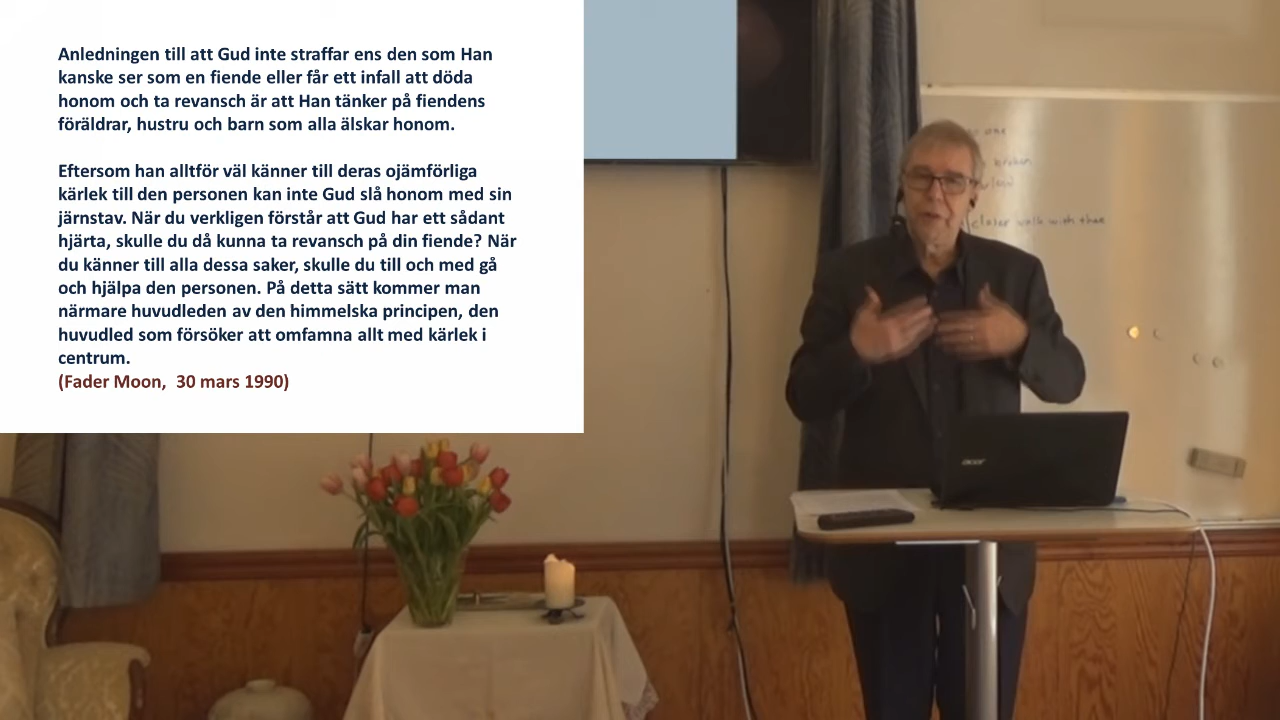 Anledningen till att Gud inte straffar ens den som Han
kanske ser som en fiende eller får ett infall att döda
honom och ta revansch är att Han tänker på fiendens
föräldrar, hustru och barn som alla älskar honom.
Eftersom han alltför väl känner till deras ojämförliga
kärlek till den personen kan inte Gud slå honom med sin
järnstav. När du verkligen förstår att Gud har ett sådant
hjärta, skulle du då kunna ta revansch på din fiende? När
du känner till alla dessa saker, skulle du till och med gå
och hjälpa den personen. På detta sätt kommer man
närmare huvudleden av den himmelska principen, den
huvudled som försöker att omfamna allt med kärlek i
centrum.
(Fader Moon, 30 mars 1990)
one
broken
closer walk with thee
acer